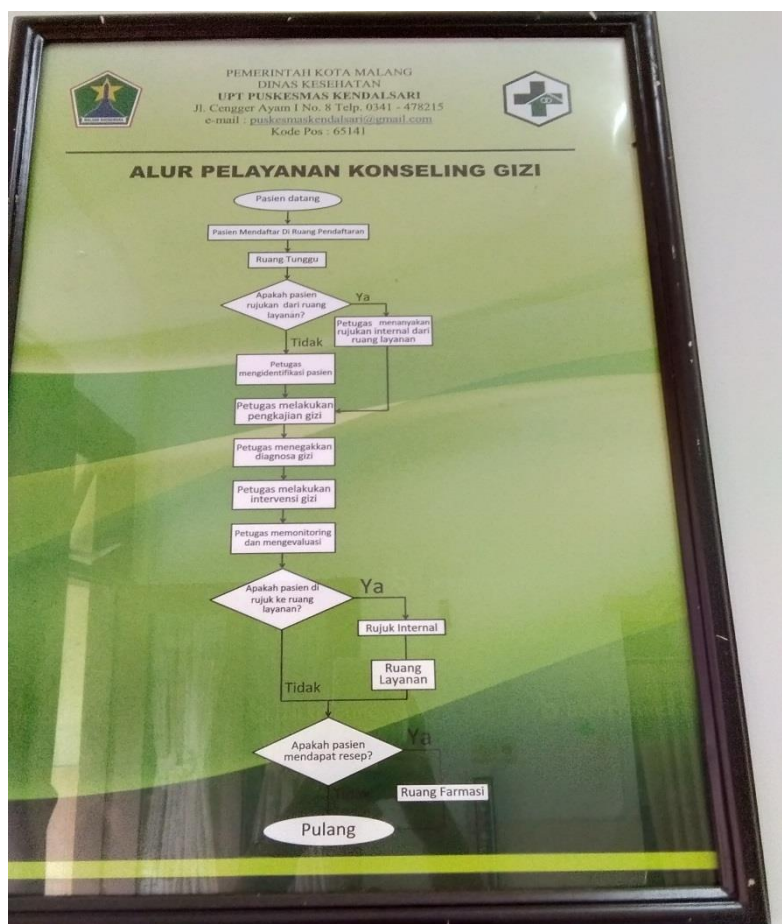 PEMERINTAH KOTA MALANG
DINAS KESEHATAN
UPT PUSKESMAS KENDALSARI
Jl. Cengger Ayam I No. 8 Telp. 0341 - 478215
e-mail : puskesmaskendalsari@gmail.com
Kode Pos : 65141
ALUR PELAYANAN KONSELING GIZI
Pasien datang
Pasien Mendaftar Di Ruang Pendaftaran
Ruang Tunggu
Apakah pasien
rujukan dari ruang
layanan?
Ya
Petugas menanyakan
rujukan internal dari
ruang layanan
Tidak
Petugas
mengidentifikasi pasien
Petugas melakukan
pengkajian gizi
Petugas menegakkan
diagnosa gizi
Petugas melakukan
intervensi gizi
Petugas memonitoring
dan mengevaluasi
Apakah pasien di
rujuk ke ruang
layanan?
Ya
Rujuk Internal
Ruang
Layanan
Tidak
Apakah pasien
mendapat resep?
Ya
Ruang Farmasi
Pulang